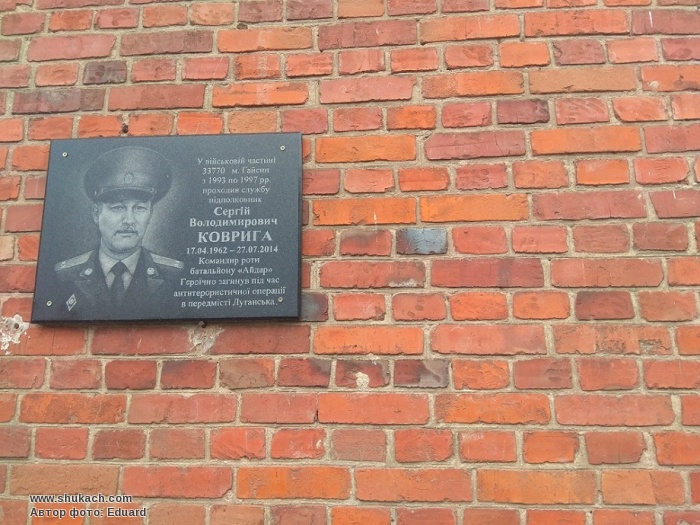 У військовій частині
33770 м. Гайсин
з 1993 по 1997 рр.
проходив службу
підполковник
Сергій
Володимирович
КОВРИГА
17.04.1962 – 27.07.2014
Командир роти
батальйону «Айдар»
Героїчно загинув під час
антитерористичної операції
в передмісті Луганська.
www.shukach.com
Автор фото: Eduard